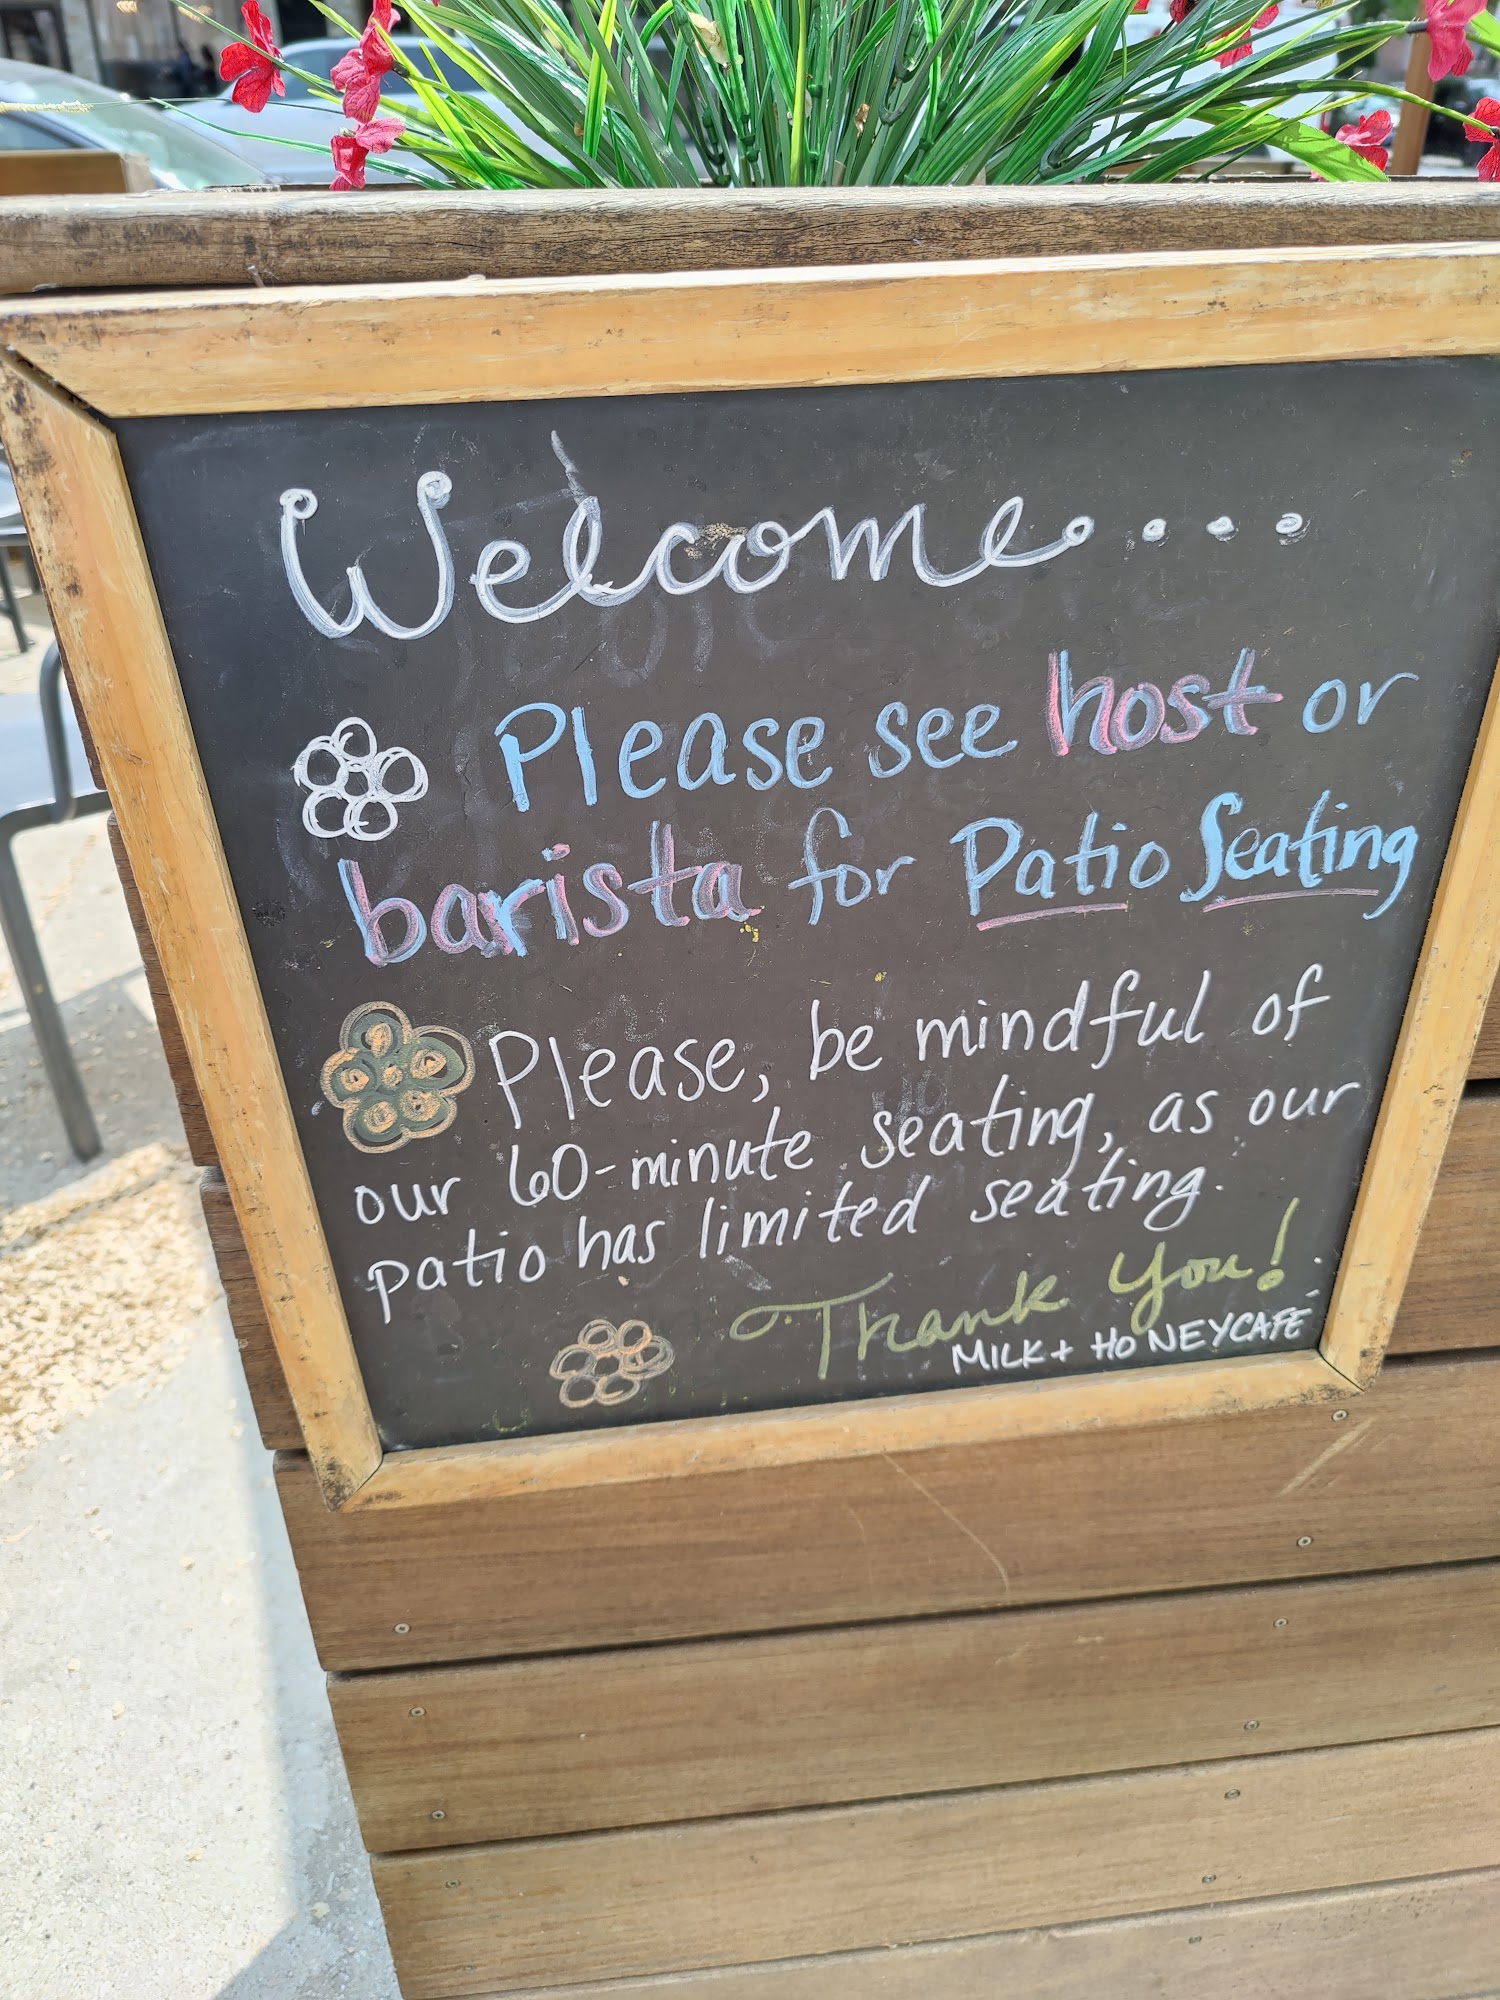 Welcome....
Please see host or
barista for Patio Seating
Please, be mindful of
our 60-minute seating, as our
patio has limited seating.
Thank You!
MILK + HONEYCAFÉ